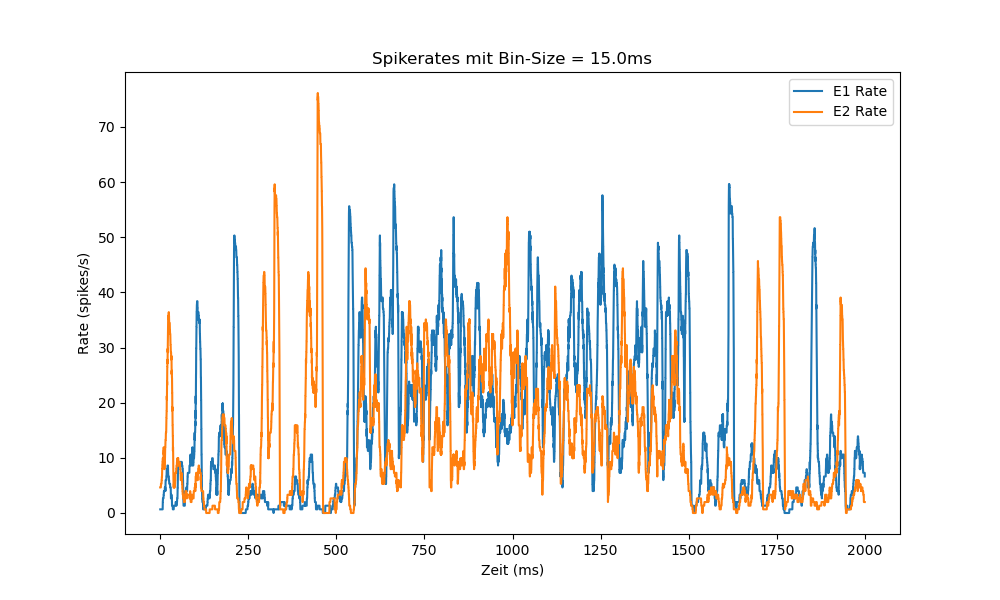 Spikerates mit Bin-Size = 15.0ms
E1 Rate
E2 Rate
Rate (spikes/s)
70
60
50
40
30
20
10
0
0 250 500 750 1000 1250 1500 1750 2000
Zeit (ms)